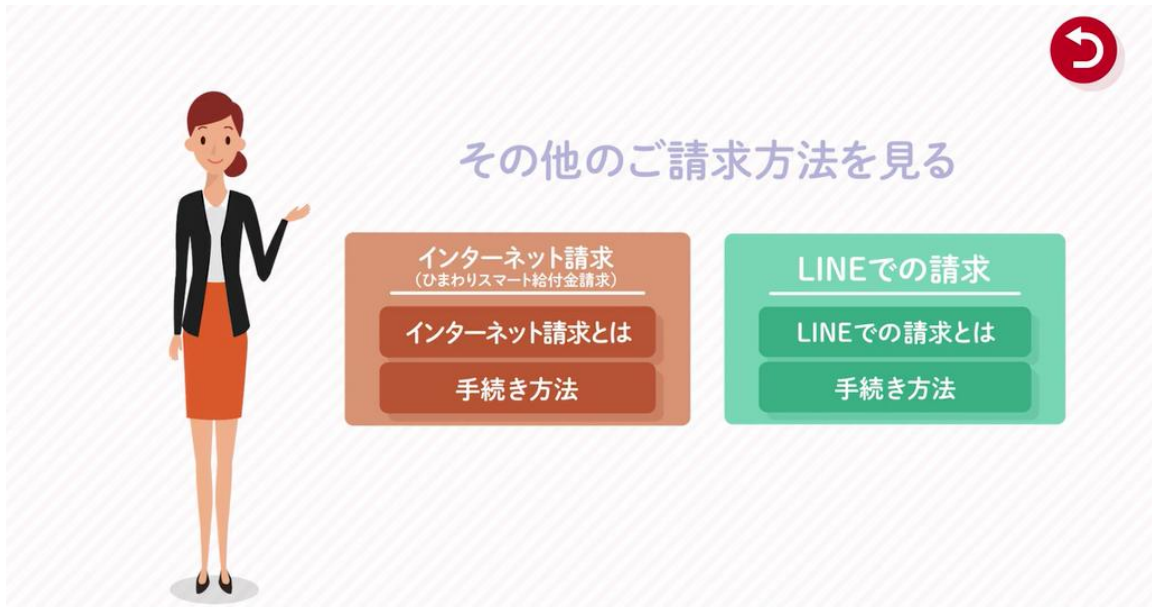 その他のご請求方法を見る
インターネット請求
(ひまわりスマート給付金請求)
インターネット請求とは
手続き方法
LINEでの請求
LINEでの請求とは
手続き方法